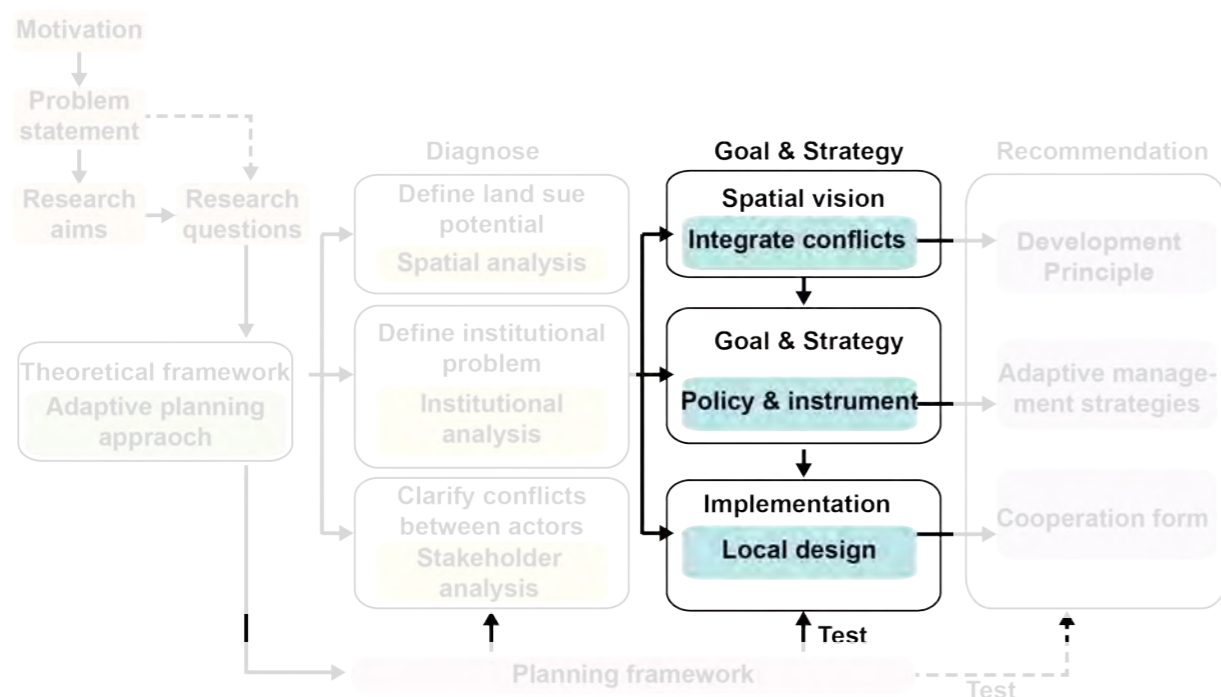 Motivation
Problem
statement
Research
aims
Research
questions
Theoretical framework
Adaptive planning
appraoch
Diagnose
Define land sue
potential
Spatial analysis
Define institutional
problem
Institutional
analysis
Clarify conflicts
between actors
Stakeholder
analysis
Goal & Strategy
Spatial vision
Integrate conflicts
Goal & Strategy
Policy & instrument
Implementation
Local design
Recommendation
Development
Principle
Adaptive manage-
ment strategies
Cooperation form
Test
Planning framework
Test